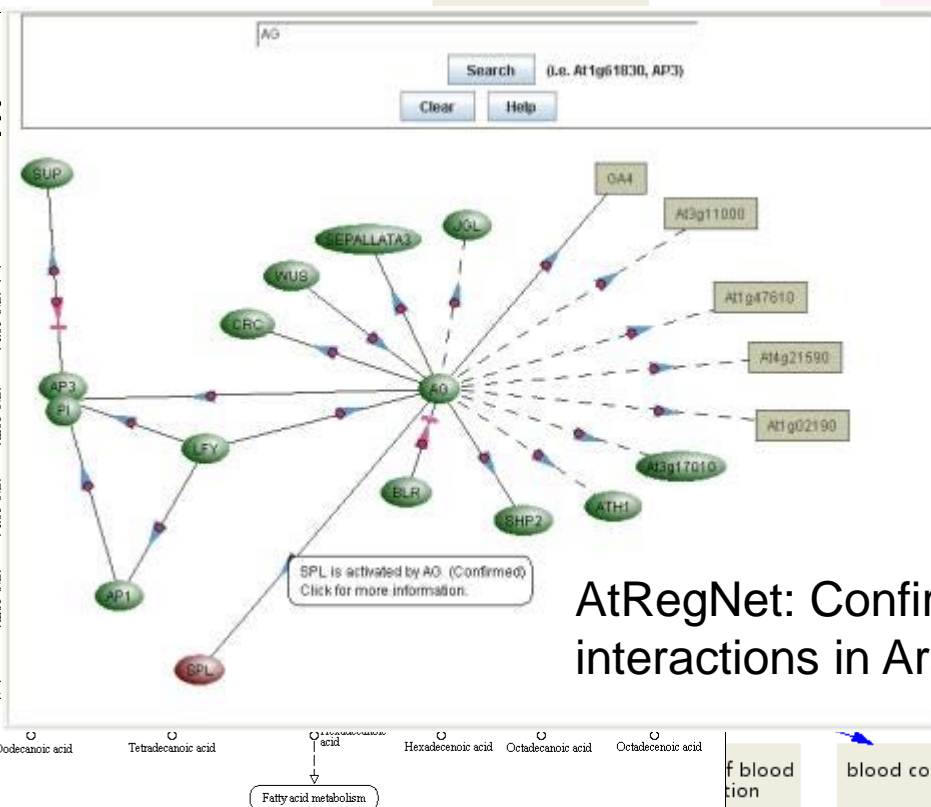 AG
Search (i.e. At1g61830, AP3)
Clear Help
SUP
GA4
At3g11000
JGL
SEPALLATA3
WUS
At1g47610
CRC
At4g21590
AP3
AG
PI
At1g02190
LFY
At3g17010
BLR
ATH1
SHP2
SPL is activated by AG. (Confirmed)
Click for more information.
AP1
AtRegNet: Confir
interactions in Ar
SPL
acid
Dodecanoic acid Tetradecanoic acid Hexadecenoic acid Octadecanoic acid Octadecenoic acid
f blood blood co
tion
Fatty acid metabolism